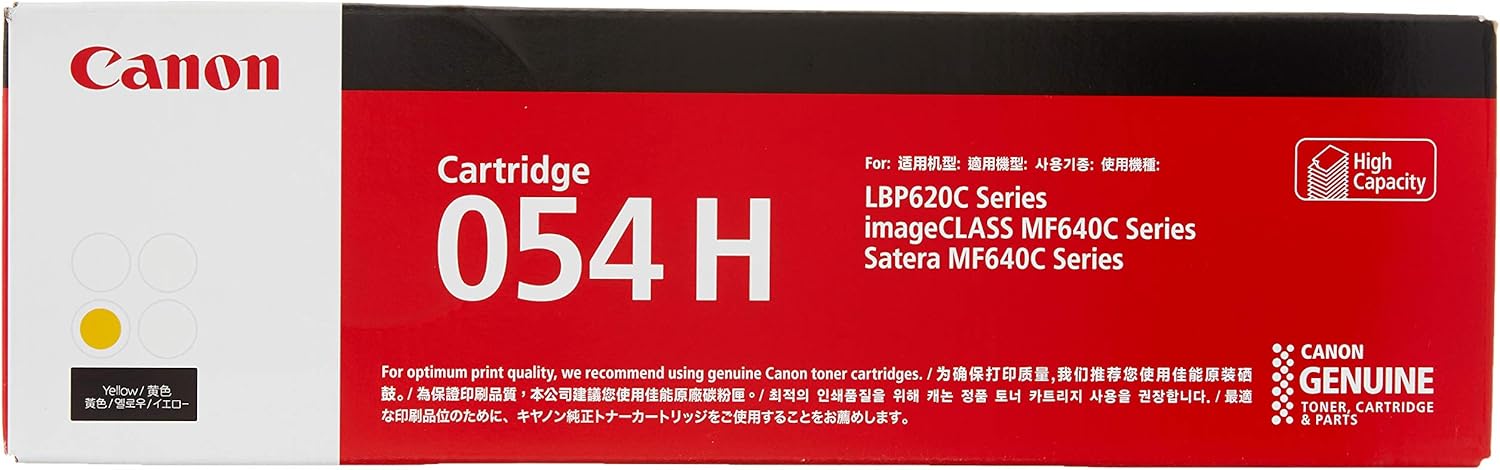 Canon
Cartridge
054 H
For: 适用机型: 適用機型: 사용기종: 使用機種:
LBP620C Series
imageCLASS MF640C Series
Satera MF640C Series
High
Capacity
Yellow/黄色
黃色/옐로우/イエロー
For optimum print quality, we recommend using genuine Canon toner cartridges. / 为确保打印质量,我们推荐您使用佳能原装硒
鼓。/ 為保證印刷品質，本公司建議您使用佳能原廠碳粉匣。/ 최적의 인쇄품질을 위해 캐논 정품 토너 카트리지 사용을 권장합니다. / 最適
な印刷品位のために、キヤノン純正トナーカートリッジをご使用することをお薦めします。
CANON
GENUINE
TONER, CARTRIDGE
& PARTS